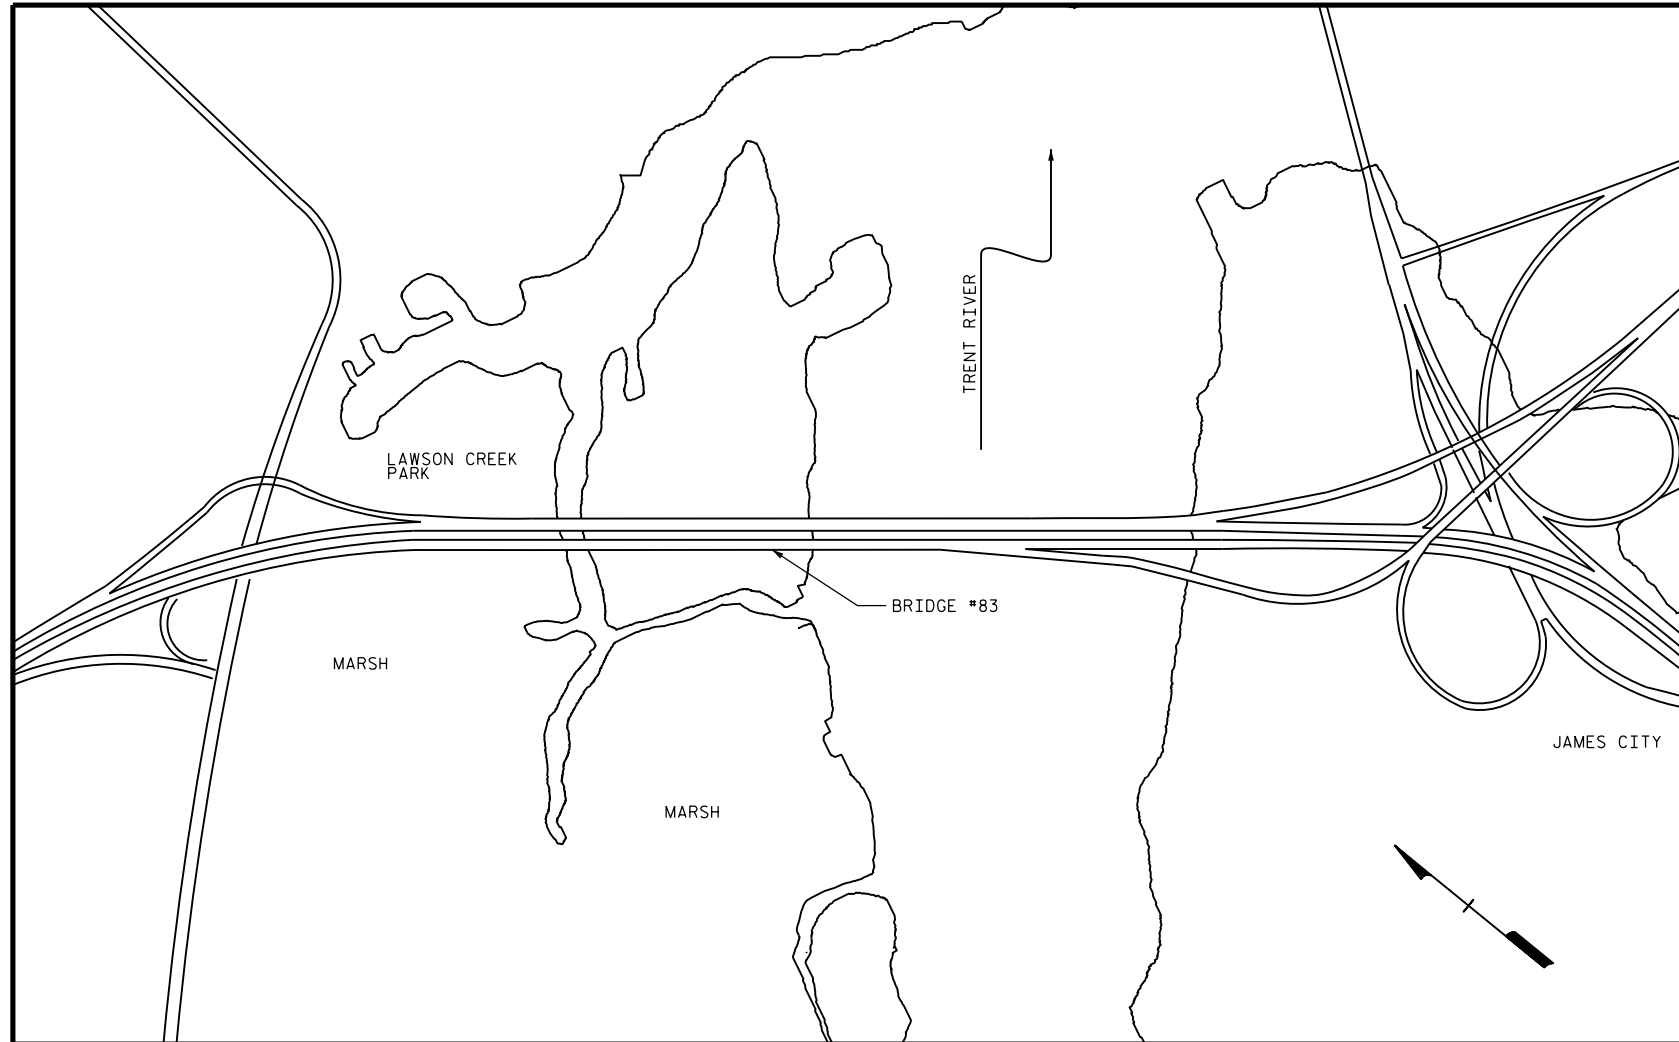 TRENT RIVER
LAWSON CREEK
PARK
BRIDGE #83
MARSH
JAMES CITY
MARSH